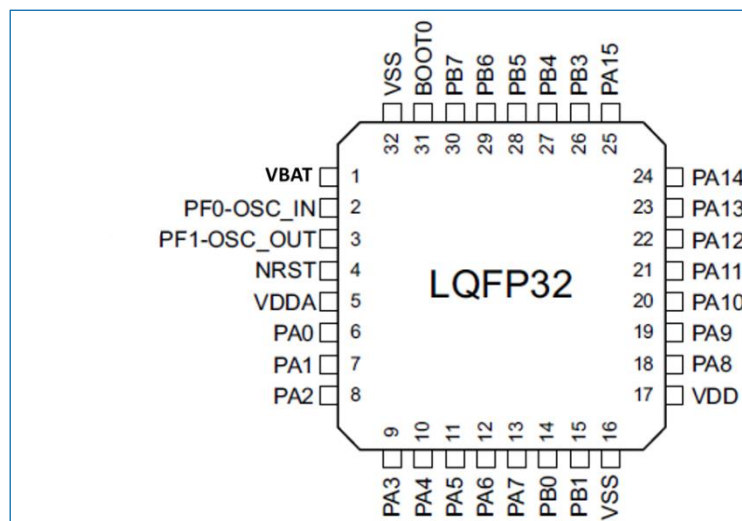 VSS BOOT0 PB7 PB6 PB5 PB4 PB3 PA15
32 31 30 29 28 27 26 25
VBAT 1 24 PA14
PF0-OSC_IN 2 23 PA13
PF1-OSC_OUT 3 22 PA12
NRST 4 21 PA11
LQFP32
VDDA 5 20 PA10
PA0 6 19 PA9
PA1 7 18 PA8
PA2 8 17 VDD
9 10 11 12 13 14 15 16
PA3 PA4 PA5 PA6 PA7 PB0 PB1 VSS